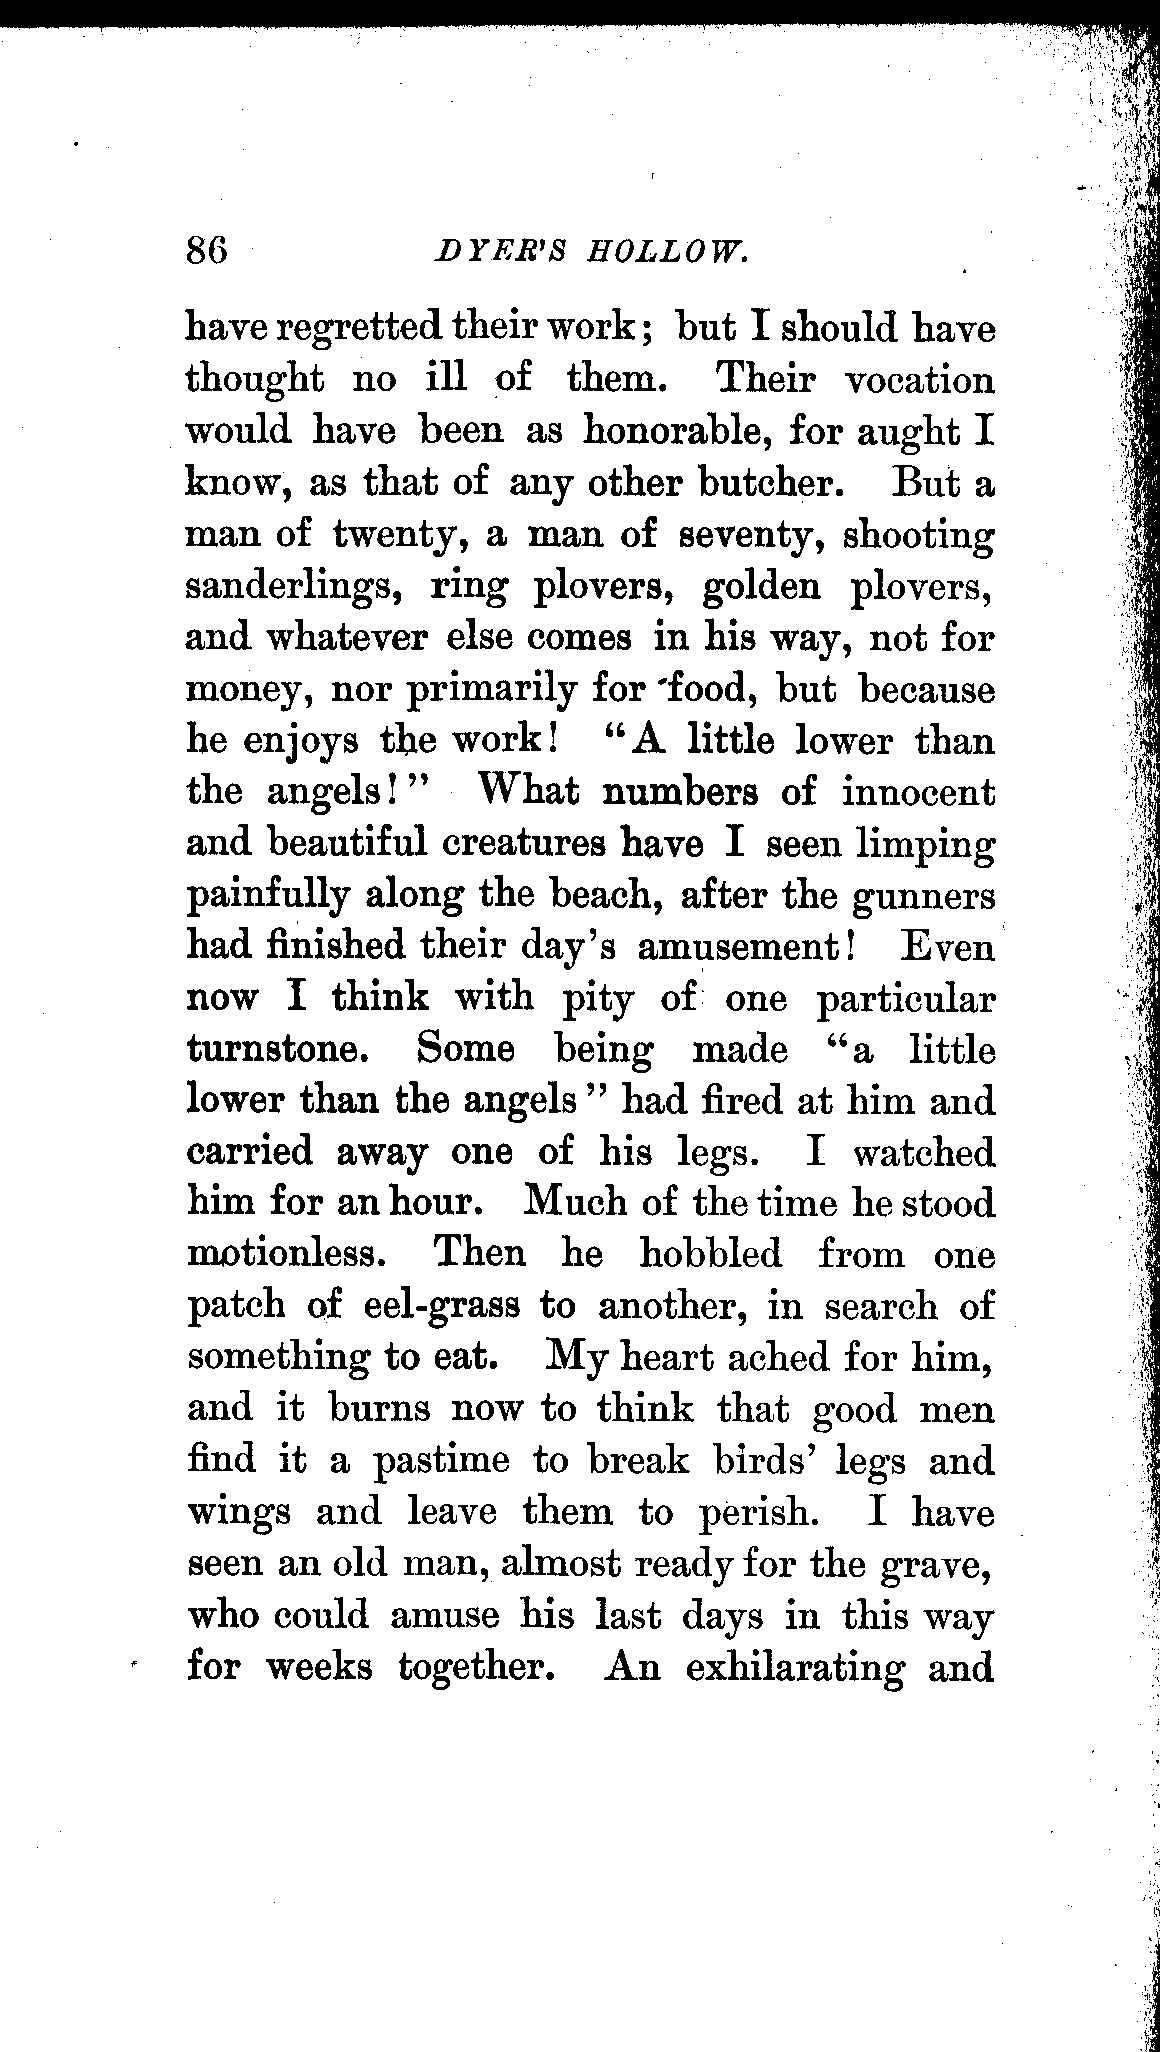 86 DYER'S HOLLOW.
have regretted their work; but I should have
thought no ill of them. Their vocation
would have been as honorable, for aught I
know, as that of any other butcher. But a
man of twenty, a man of seventy, shooting
sanderlings, ring plovers, golden plovers,
and whatever else comes in his way, not for
money, nor primarily for food, but because
he enjoys the work! "A little lower than
the angels!" What numbers of innocent
and beautiful creatures have I seen limping
painfully along the beach, after the gunners
had finished their day's amusement! Even
now I think with pity of one particular
turnstone. Some being made "a little
lower than the angels" had fired at him and
carried away one of his legs. I watched
him for an hour. Much of the time he stood
motionless. Then he hobbled from one
patch of eel-grass to another, in search of
something to eat. My heart ached for him,
and it burns now to think that good men
find it a pastime to break birds' legs and
wings and leave them to perish. I have
seen an old man, almost ready for the grave,
who could amuse his last days in this way
for weeks together. An exhilarating and